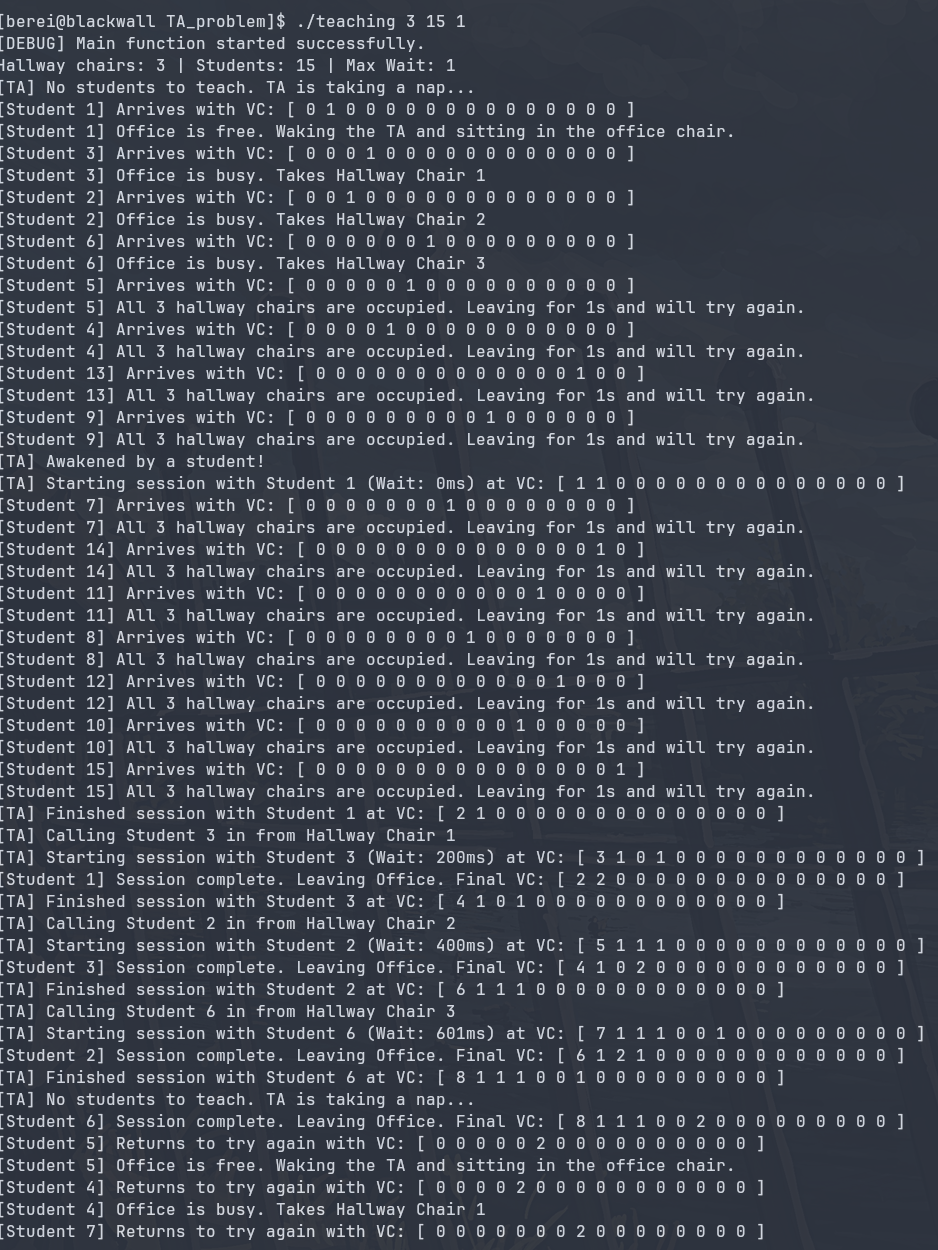 [berei@blackwall TA_problem]$ ./teaching 3 15 1
[DEBUG] Main function started successfully.
Hallway chairs: 3 | Students: 15 | Max Wait: 1
[TA] No students to teach. TA is taking a nap...
[Student 1] Arrives with VC: [ 0 1 0 0 0 0 0 0 0 0 0 0 0 0 0 0 ]
[Student 1] Office is free. Waking the TA and sitting in the office chair.
[Student 3] Arrives with VC: [ 0 0 0 1 0 0 0 0 0 0 0 0 0 0 0 0 ]
[Student 3] Office is busy. Takes Hallway Chair 1
[Student 2] Arrives with VC: [ 0 0 1 0 0 0 0 0 0 0 0 0 0 0 0 0 ]
[Student 2] Office is busy. Takes Hallway Chair 2
[Student 6] Arrives with VC: [ 0 0 0 0 0 0 1 0 0 0 0 0 0 0 0 0 ]
[Student 6] Office is busy. Takes Hallway Chair 3
[Student 5] Arrives with VC: [ 0 0 0 0 0 1 0 0 0 0 0 0 0 0 0 0 ]
[Student 5] All 3 hallway chairs are occupied. Leaving for 1s and will try again.
[Student 4] Arrives with VC: [ 0 0 0 0 1 0 0 0 0 0 0 0 0 0 0 0 ]
[Student 4] All 3 hallway chairs are occupied. Leaving for 1s and will try again.
[Student 13] Arrives with VC: [ 0 0 0 0 0 0 0 0 0 0 0 0 0 1 0 0 ]
[Student 13] All 3 hallway chairs are occupied. Leaving for 1s and will try again.
[Student 9] Arrives with VC: [ 0 0 0 0 0 0 0 0 0 1 0 0 0 0 0 0 ]
[Student 9] All 3 hallway chairs are occupied. Leaving for 1s and will try again.
[TA] Awakened by a student!
[TA] Starting session with Student 1 (Wait: 0ms) at VC: [ 1 1 0 0 0 0 0 0 0 0 0 0 0 0 0 0 ]
[Student 7] Arrives with VC: [ 0 0 0 0 0 0 0 1 0 0 0 0 0 0 0 0 ]
[Student 7] All 3 hallway chairs are occupied. Leaving for 1s and will try again.
[Student 14] Arrives with VC: [ 0 0 0 0 0 0 0 0 0 0 0 0 0 0 1 0 ]
[Student 14] All 3 hallway chairs are occupied. Leaving for 1s and will try again.
[Student 11] Arrives with VC: [ 0 0 0 0 0 0 0 0 0 0 0 1 0 0 0 0 ]
[Student 11] All 3 hallway chairs are occupied. Leaving for 1s and will try again.
[Student 8] Arrives with VC: [ 0 0 0 0 0 0 0 0 1 0 0 0 0 0 0 0 ]
[Student 8] All 3 hallway chairs are occupied. Leaving for 1s and will try again.
[Student 12] Arrives with VC: [ 0 0 0 0 0 0 0 0 0 0 0 0 1 0 0 0 ]
[Student 12] All 3 hallway chairs are occupied. Leaving for 1s and will try again.
[Student 10] Arrives with VC: [ 0 0 0 0 0 0 0 0 0 0 1 0 0 0 0 0 ]
[Student 10] All 3 hallway chairs are occupied. Leaving for 1s and will try again.
[Student 15] Arrives with VC: [ 0 0 0 0 0 0 0 0 0 0 0 0 0 0 0 1 ]
[Student 15] All 3 hallway chairs are occupied. Leaving for 1s and will try again.
[TA] Finished session with Student 1 at VC: [ 2 1 0 0 0 0 0 0 0 0 0 0 0 0 0 0 ]
[TA] Calling Student 3 in from Hallway Chair 1
[TA] Starting session with Student 3 (Wait: 200ms) at VC: [ 3 1 0 1 0 0 0 0 0 0 0 0 0 0 0 0 ]
[Student 1] Session complete. Leaving Office. Final VC: [ 2 2 0 0 0 0 0 0 0 0 0 0 0 0 0 0 ]
[TA] Finished session with Student 3 at VC: [ 4 1 0 1 0 0 0 0 0 0 0 0 0 0 0 0 ]
[TA] Calling Student 2 in from Hallway Chair 2
[TA] Starting session with Student 2 (Wait: 400ms) at VC: [ 5 1 1 1 0 0 0 0 0 0 0 0 0 0 0 0 ]
[Student 3] Session complete. Leaving Office. Final VC: [ 4 1 0 2 0 0 0 0 0 0 0 0 0 0 0 0 ]
[TA] Finished session with Student 2 at VC: [ 6 1 1 1 0 0 0 0 0 0 0 0 0 0 0 0 ]
[TA] Calling Student 6 in from Hallway Chair 3
[TA] Starting session with Student 6 (Wait: 601ms) at VC: [ 7 1 1 1 0 0 1 0 0 0 0 0 0 0 0 0 ]
[Student 2] Session complete. Leaving Office. Final VC: [ 6 1 2 1 0 0 0 0 0 0 0 0 0 0 0 0 ]
[TA] Finished session with Student 6 at VC: [ 8 1 1 1 0 0 1 0 0 0 0 0 0 0 0 0 ]
[TA] No students to teach. TA is taking a nap...
[Student 6] Session complete. Leaving Office. Final VC: [ 8 1 1 1 0 0 2 0 0 0 0 0 0 0 0 0 ]
[Student 5] Returns to try again with VC: [ 0 0 0 0 0 2 0 0 0 0 0 0 0 0 0 0 ]
[Student 5] Office is free. Waking the TA and sitting in the office chair.
[Student 4] Returns to try again with VC: [ 0 0 0 0 2 0 0 0 0 0 0 0 0 0 0 0 ]
[Student 4] Office is busy. Takes Hallway Chair 1
[Student 7] Returns to try again with VC: [ 0 0 0 0 0 0 0 2 0 0 0 0 0 0 0 0 ]